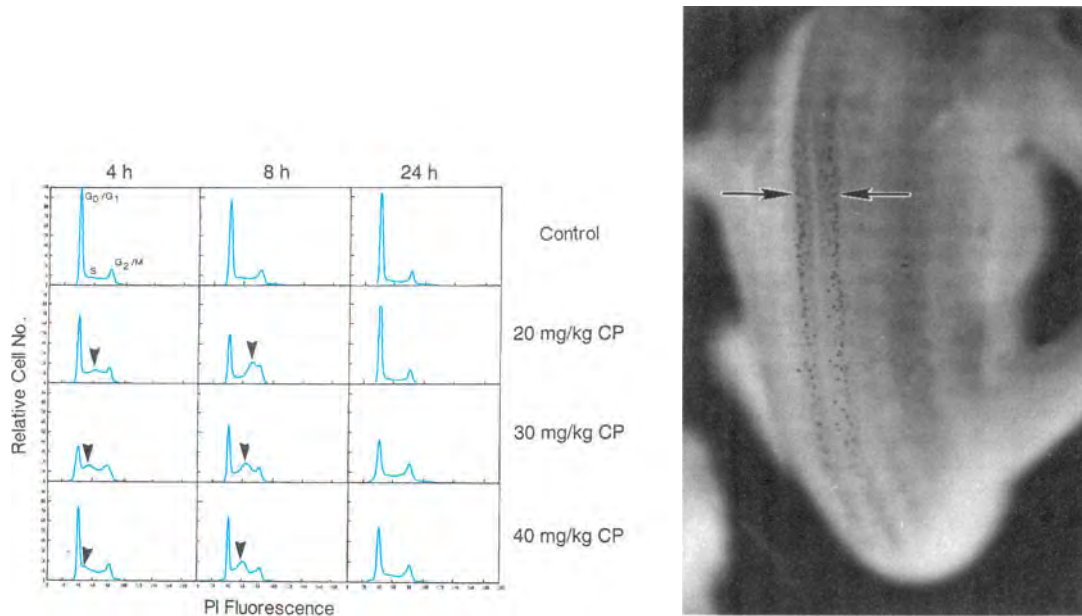 4 h 8 h 24 h
G0/G1
S
G2/M
Control
20 mg/kg CP
30 mg/kg CP
40 mg/kg CP
Relative Cell No.
PI Fluorescence